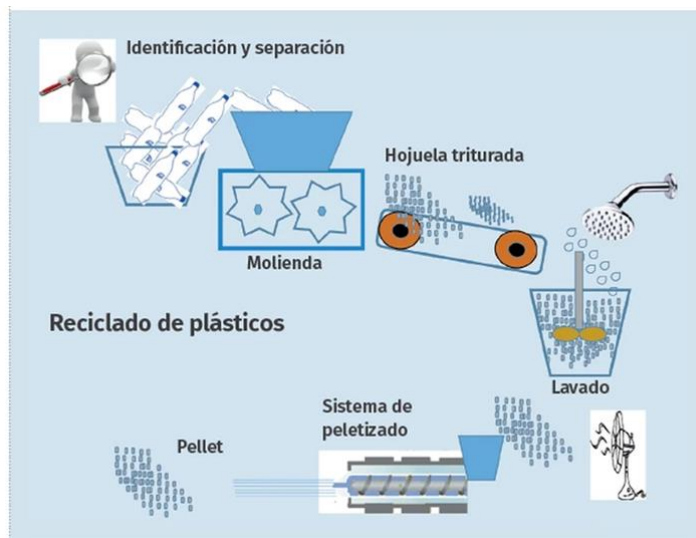 Identificación y separación
Hojuela triturada
Molienda
Reciclado de plásticos
Lavado
Sistema de
peletizado
Pellet